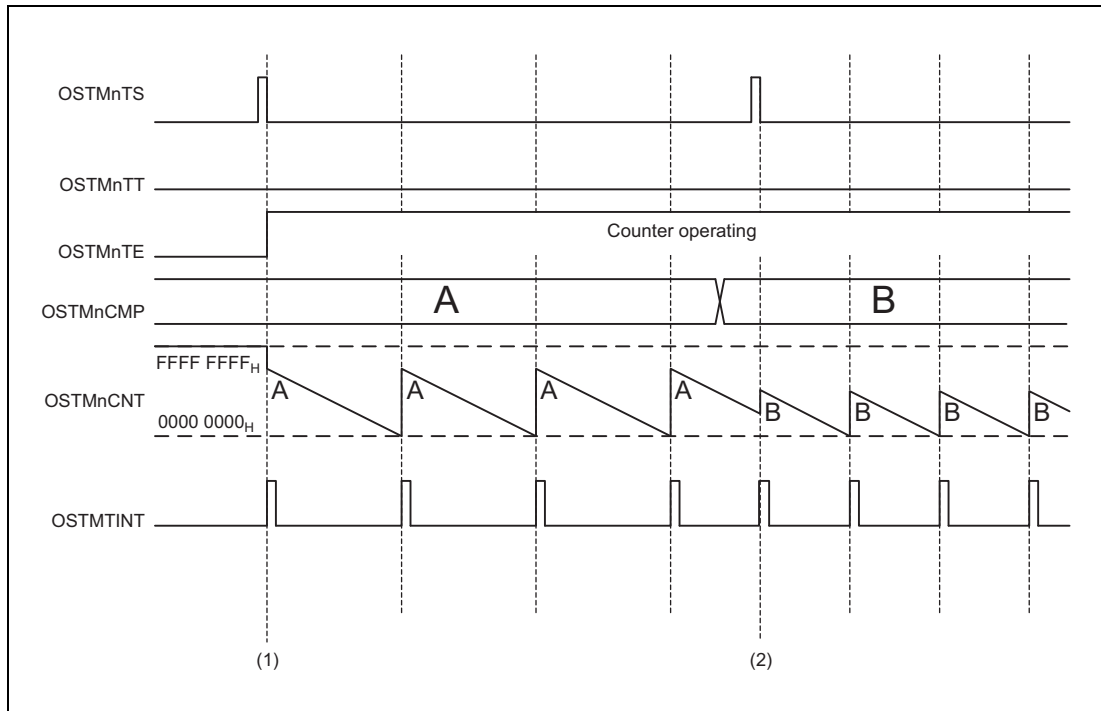 OSTMnTS
OSTMnTT
OSTMnTE
Counter operating
OSTMnCMP
A
B
FFFF FFFFH
OSTMnCNT
A
A
A
A
B
B
B
B
0000 0000H
OSTMTINT
(1)
(2)